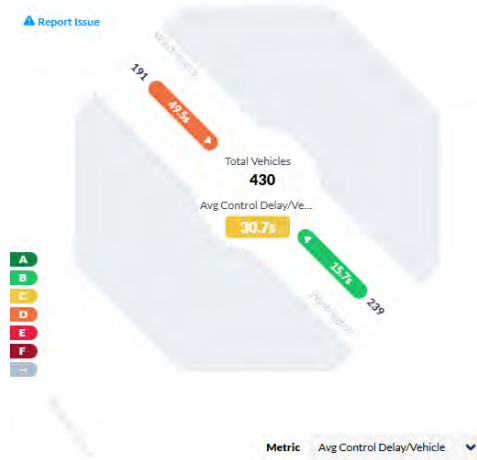 Report Issue
191
49.5s
Total Vehicles
430
Avg Control Delay/Ve...
30.7s
15.7s
239
Washington
A
B
C
D
E
F
Metric Avg Control Delay/Vehicle